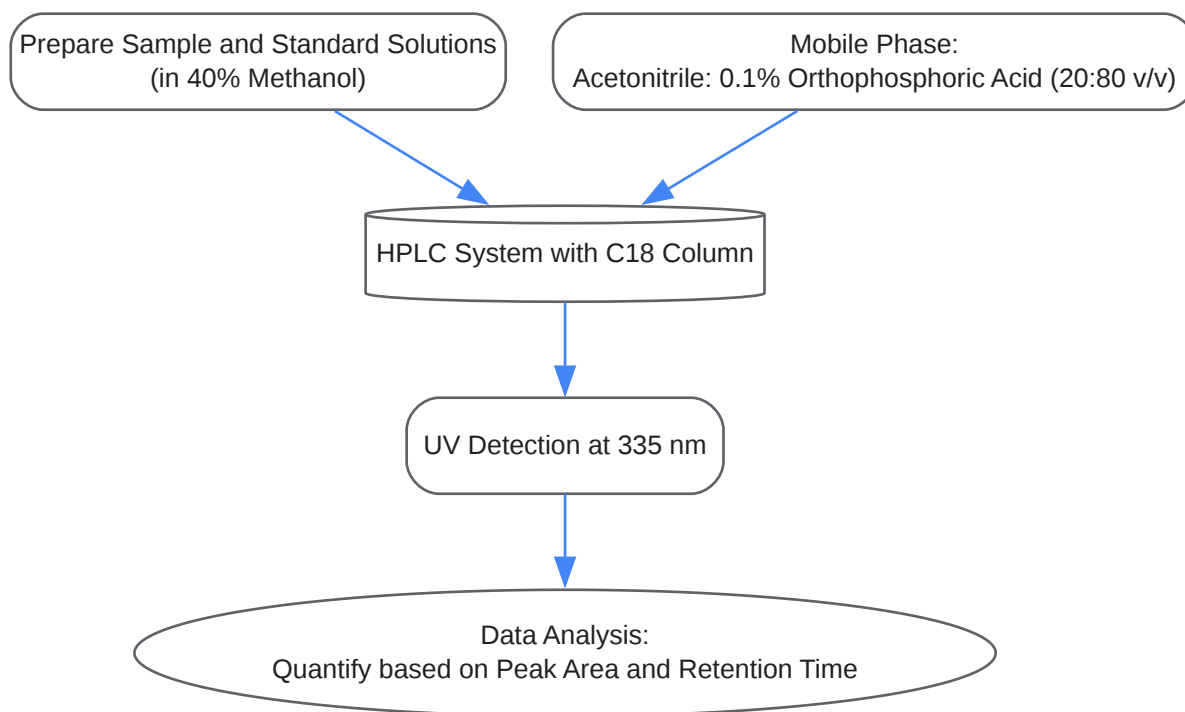 Prepare Sample and Standard Solutions
(in 40% Methanol)
Mobile Phase:
Acetonitrile: 0.1% Orthophosphoric Acid (20:80 v/v)
HPLC System with C18 Column
UV Detection at 335 nm
Data Analysis:
Quantify based on Peak Area and Retention Time